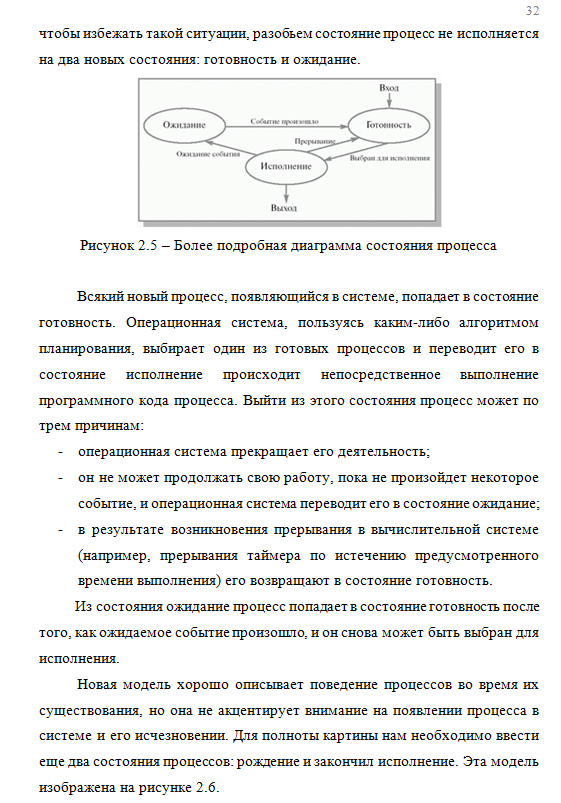 32
чтобы избежать такой ситуации, разобьем состояние процесс не исполняется
на два новых состояния: готовность и ожидание.
Вход
Ожидание
Событие произошло
Готовность
Прерывание
Ожидание события
Выбран для исполнения
Исполнение
Выход
Рисунок 2.5 – Более подробная диаграмма состояния процесса
Всякий новый процесс, появляющийся в системе, попадает в состояние
готовность. Операционная система, пользуясь каким-либо алгоритмом
планирования, выбирает один из готовых процессов и переводит его в
состояние исполнение происходит непосредственное выполнение
программного кода процесса. Выйти из этого состояния процесс может по
трем причинам:
- операционная система прекращает его деятельность;
- он не может продолжать свою работу, пока не произойдет некоторое
событие, и операционная система переводит его в состояние ожидание;
- в результате возникновения прерывания в вычислительной системе
(например, прерывания таймера по истечению предусмотренного
времени выполнения) его возвращают в состояние готовность.
Из состояния ожидание процесс попадает в состояние готовность после
того, как ожидаемое событие произошло, и он снова может быть выбран для
исполнения.
Новая модель хорошо описывает поведение процессов во время их
существования, но она не акцентирует внимание на появлении процесса в
системе и его исчезновении. Для полноты картины нам необходимо ввести
еще два состояния процессов: рождение и закончил исполнение. Эта модель
изображена на рисунке 2.6.